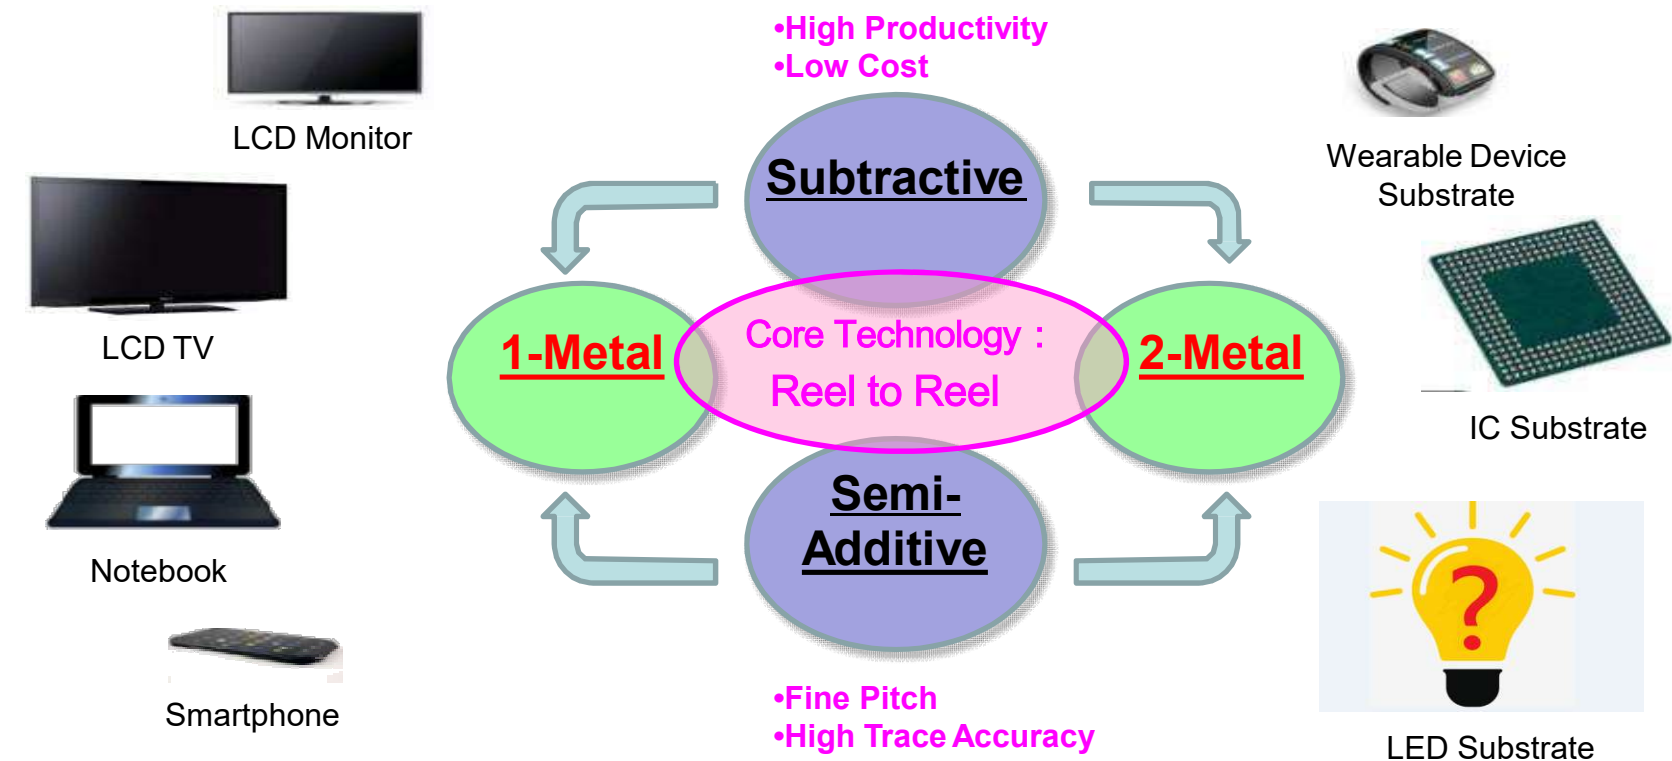 •High Productivity
•Low Cost
LCD Monitor
LCD TV
Notebook
Smartphone
Subtractive
1-Metal
Core Technology :
Reel to Reel
2-Metal
Semi-
Additive
•Fine Pitch
•High Trace Accuracy
Wearable Device
Substrate
IC Substrate
?
LED Substrate